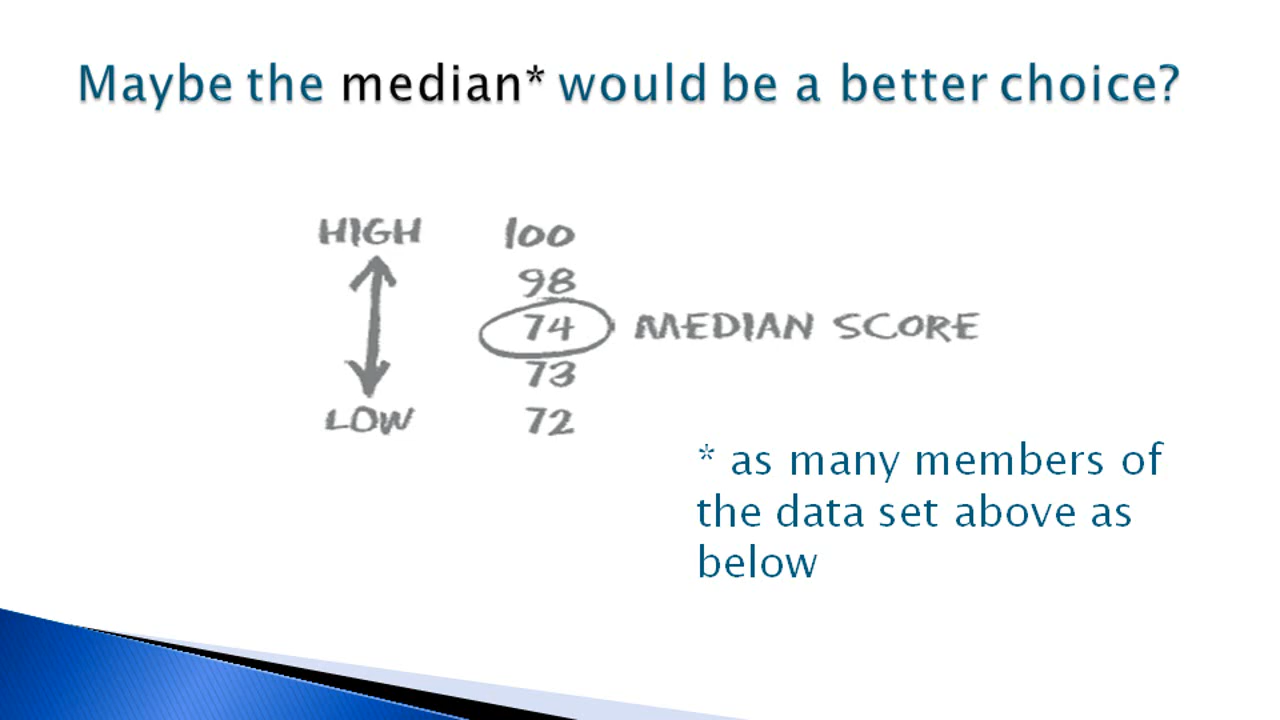 Maybe the median* would be a better choice?
HIGH 100
98
74 MEDIAN SCORE
73
LOW 72
* as many members of
the data set above as
below